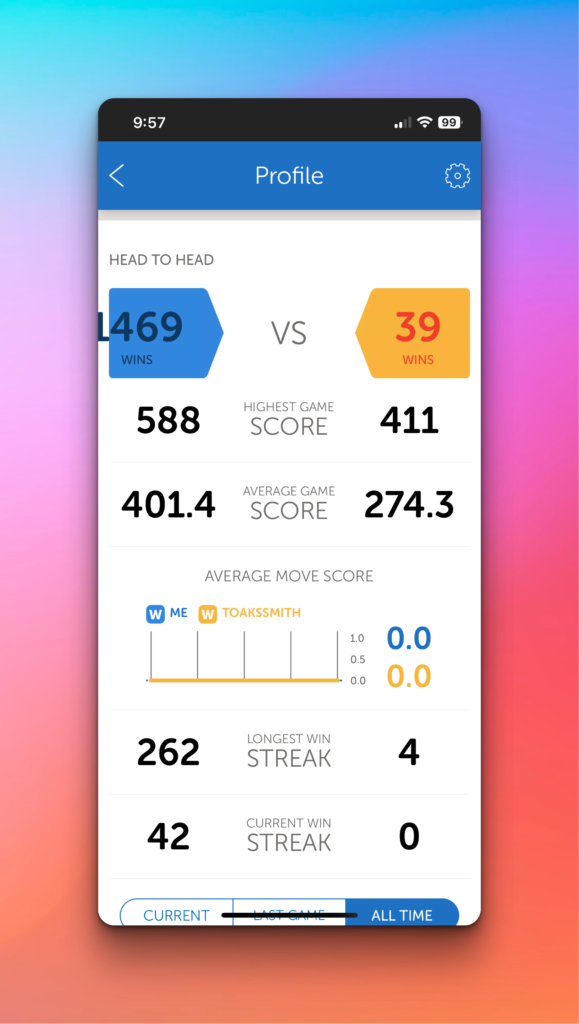 9:57
99
Profile
HEAD TO HEAD
1469
WINS
VS
39
WINS
588
HIGHEST GAME
SCORE
411
401.4
AVERAGE GAME
SCORE
274.3
AVERAGE MOVE SCORE
W ME W TOAKSSMITH
1.0
0.5
0.0
0.0
0.0
262
LONGEST WIN
STREAK
4
42
CURRENT WIN
STREAK
0
CURRENT LAST GAME ALL TIME